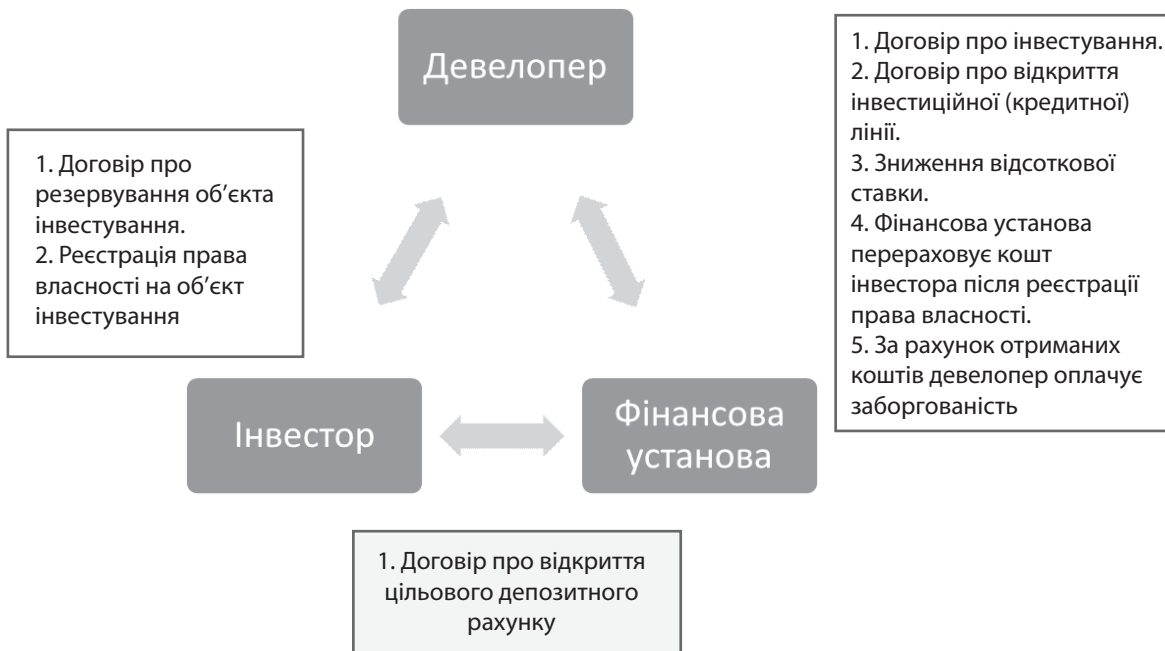 Девелопер
1. Договір про
резервування об’єкта
інвестування.
2. Реєстрація права
власності на об’єкт
інвестування
1. Договір про інвестування.
2. Договір про відкриття
інвестиційної (кредитної)
лінії.
3. Зниження відсоткової
ставки.
4. Фінансова установа
перераховує кошт
інвестора після реєстрації
права власності.
5. За рахунок отриманих
коштів девелопер оплачує
заборгованість
Інвестор
Фінансова
установа
1. Договір про відкриття
цільового депозитного
рахунку